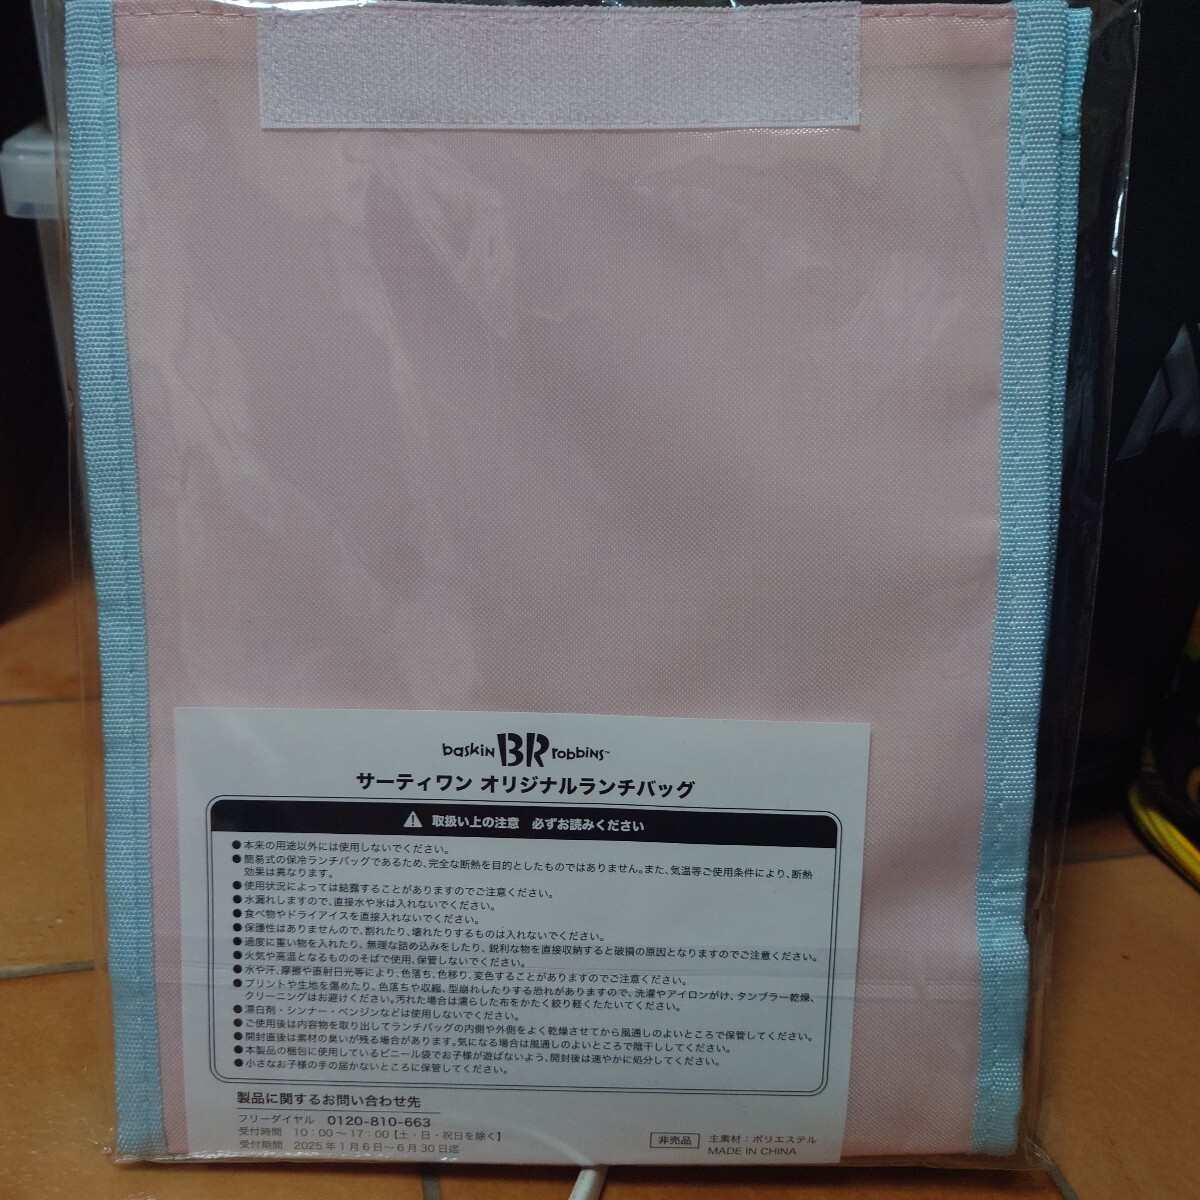 baskin BR robbins™
サーティワン オリジナルランチバッグ
⚠ 取扱い上の注意 必ずお読みください
●本来の用途以外には使用しないでください。
●簡易式の保冷ランチバッグであるため、完全な断熱を目的としたものではありません。また、気温等ご使用条件により、断熱
効果は異なります。
●使用状況によっては結露することがありますのでご注意ください。
●水漏れしますので、直接水や氷は入れないでください。
●食べ物やドライアイスを直接入れないでください。
●保護性はありませんので、割れたり、壊れたりするものは入れないでください。
●過度に重い物を入れたり、無理な詰め込みをしたり、鋭利な物を直接収納すると破損の原因となりますのでご注意ください。
●火気や高温となるもののそばで使用、保管しないでください。
●水や汗、摩擦や直射日光等により、色落ち、色移り、変色することがありますのでご注意ください。
●プリントや生地を傷めたり、色落ちや収縮、型崩れしたりする恐れがありますので、洗濯やアイロンがけ、タンブラー乾燥、
クリーニングはお避けください。汚れた場合は濡らした布をかたく絞り軽くたたいてください。
●漂白剤・シンナー・ベンジンなどは使用しないでください。
●ご使用後は内容物を取り出してランチバッグの内側や外側をよく乾燥させてから風通しのよいところで保管してください。
●開封直後は素材の臭いが残る場合があります。気になる場合は風通しのよいところで陰干ししてください。
●本製品の梱包に使用しているビニール袋でお子様が遊ばないよう、開封後は速やかに処分してください。
●小さなお子様の手の届かないところに保管してください。
製品に関するお問い合わせ先
フリーダイヤル 0120-810-663
受付時間 10:00〜17:00【土・日・祝日を除く】
受付期間 2025年1月6日〜6月30日迄
非売品 主素材:ポリエステル
MADE IN CHINA